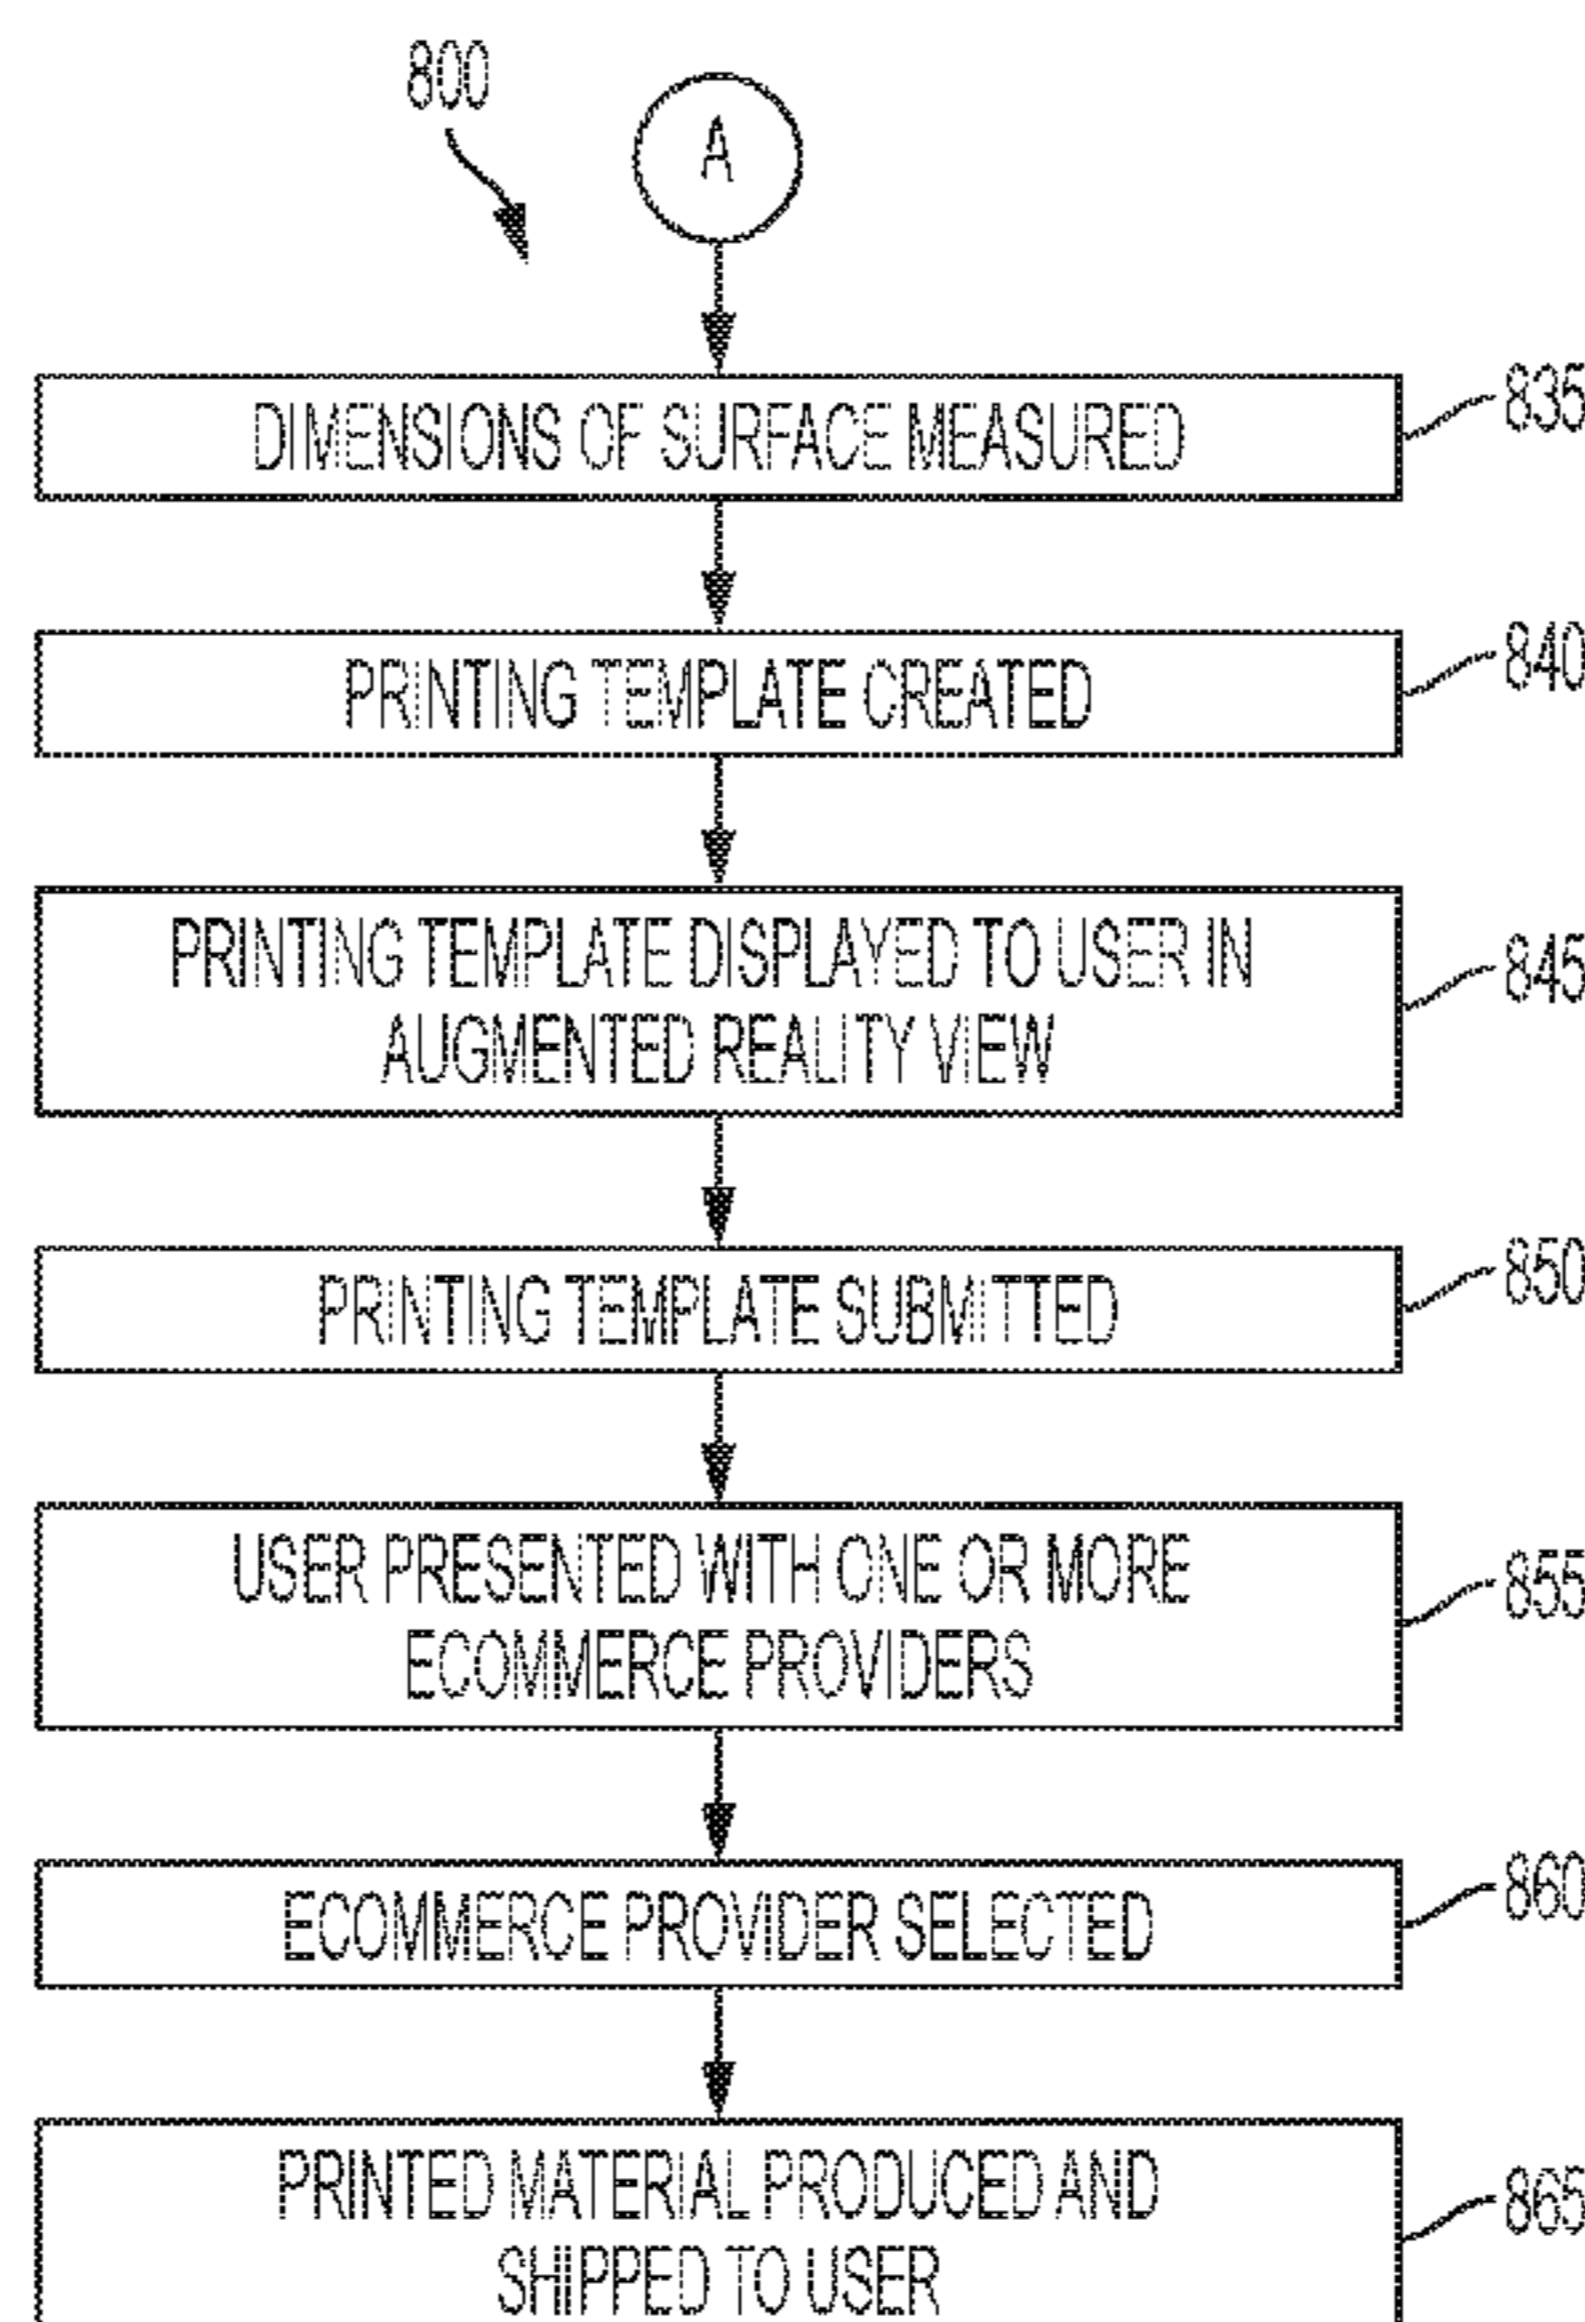 800
A
DIMENSIONS OF SURFACE MEASURED
835
PRINTING TEMPLATE CREATED
840
PRINTING TEMPLATE DISPLAYED TO USER IN
AUGMENTED REALITY VIEW
845
PRINTING TEMPLATE SUBMITTED
850
USER PRESENTED WITH ONE OR MORE
ECOMMERCE PROVIDERS
855
ECOMMERCE PROVIDER SELECTED
860
PRINTED MATERIAL PRODUCED AND
SHIPPED TO USER
865